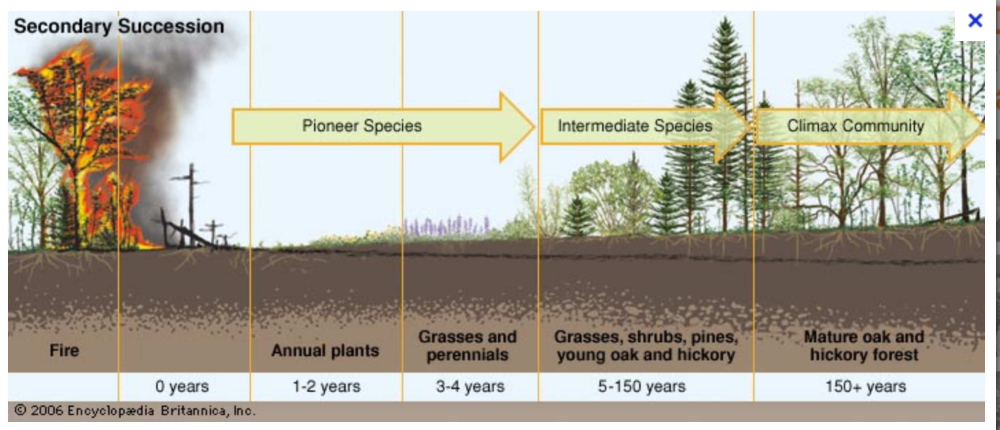 Secondary Succession
Pioneer Species
Intermediate Species
Climax Community
Fire
Annual plants
Grasses and
perennials
Grasses, shrubs, pines,
young oak and hickory
Mature oak and
hickory forest
0 years
1-2 years
3-4 years
5-150 years
150+ years
© 2006 Encyclopædia Britannica, Inc.